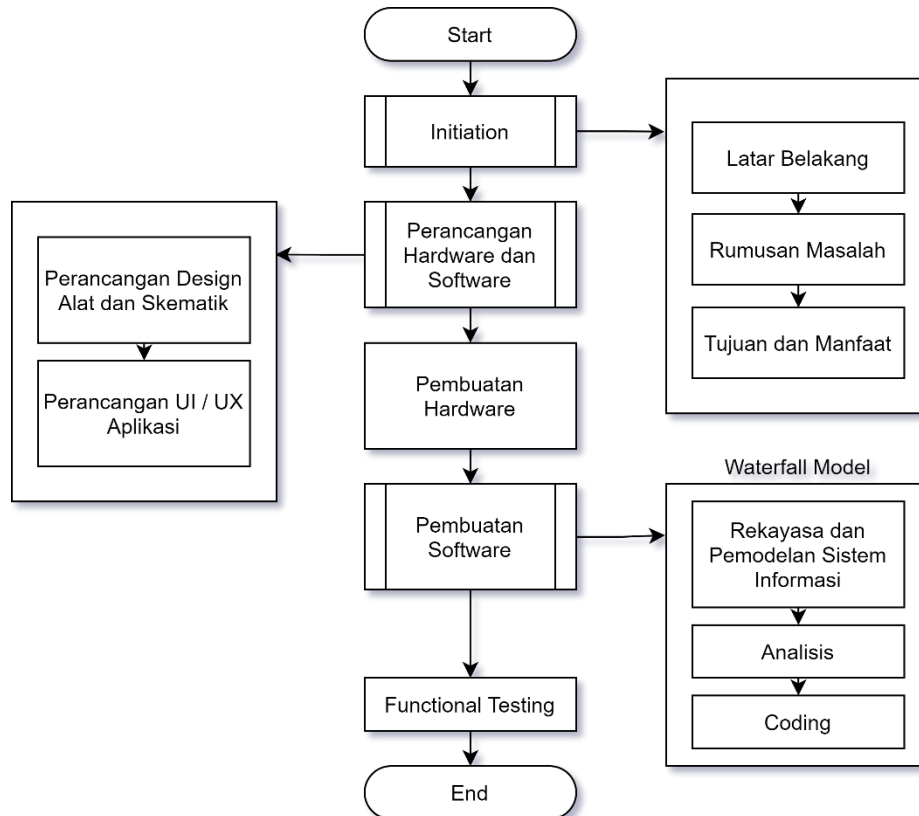 Start
Initiation
Latar Belakang
Rumusan Masalah
Tujuan dan Manfaat
Perancangan
Hardware dan
Software
Perancangan Design
Alat dan Skematik
Perancangan UI / UX
Aplikasi
Pembuatan
Hardware
Pembuatan
Software
Waterfall Model
Rekayasa dan
Pemodelan Sistem
Informasi
Analisis
Coding
Functional Testing
End